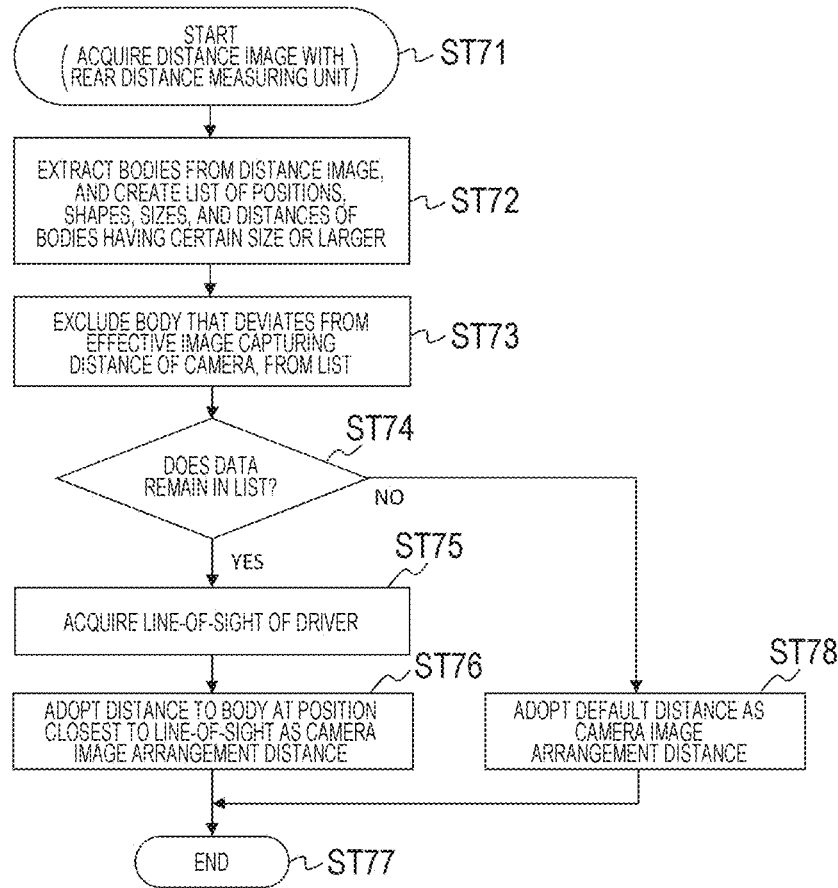 START
(ACQUIRE DISTANCE IMAGE WITH
REAR DISTANCE MEASURING UNIT)
ST71
EXTRACT BODIES FROM DISTANCE IMAGE,
AND CREATE LIST OF POSITIONS,
SHAPES, SIZES, AND DISTANCES OF
BODIES HAVING CERTAIN SIZE OR LARGER
ST72
EXCLUDE BODY THAT DEVIATES FROM
EFFECTIVE IMAGE CAPTURING
DISTANCE OF CAMERA, FROM LIST
ST73
ST74
DOES DATA
REMAIN IN LIST?
NO
YES
ST75
ACQUIRE LINE-OF-SIGHT OF DRIVER
ST76
ADOPT DISTANCE TO BODY AT POSITION
CLOSEST TO LINE-OF-SIGHT AS CAMERA
IMAGE ARRANGEMENT DISTANCE
ST78
ADOPT DEFAULT DISTANCE AS
CAMERA IMAGE
ARRANGEMENT DISTANCE
END
ST77